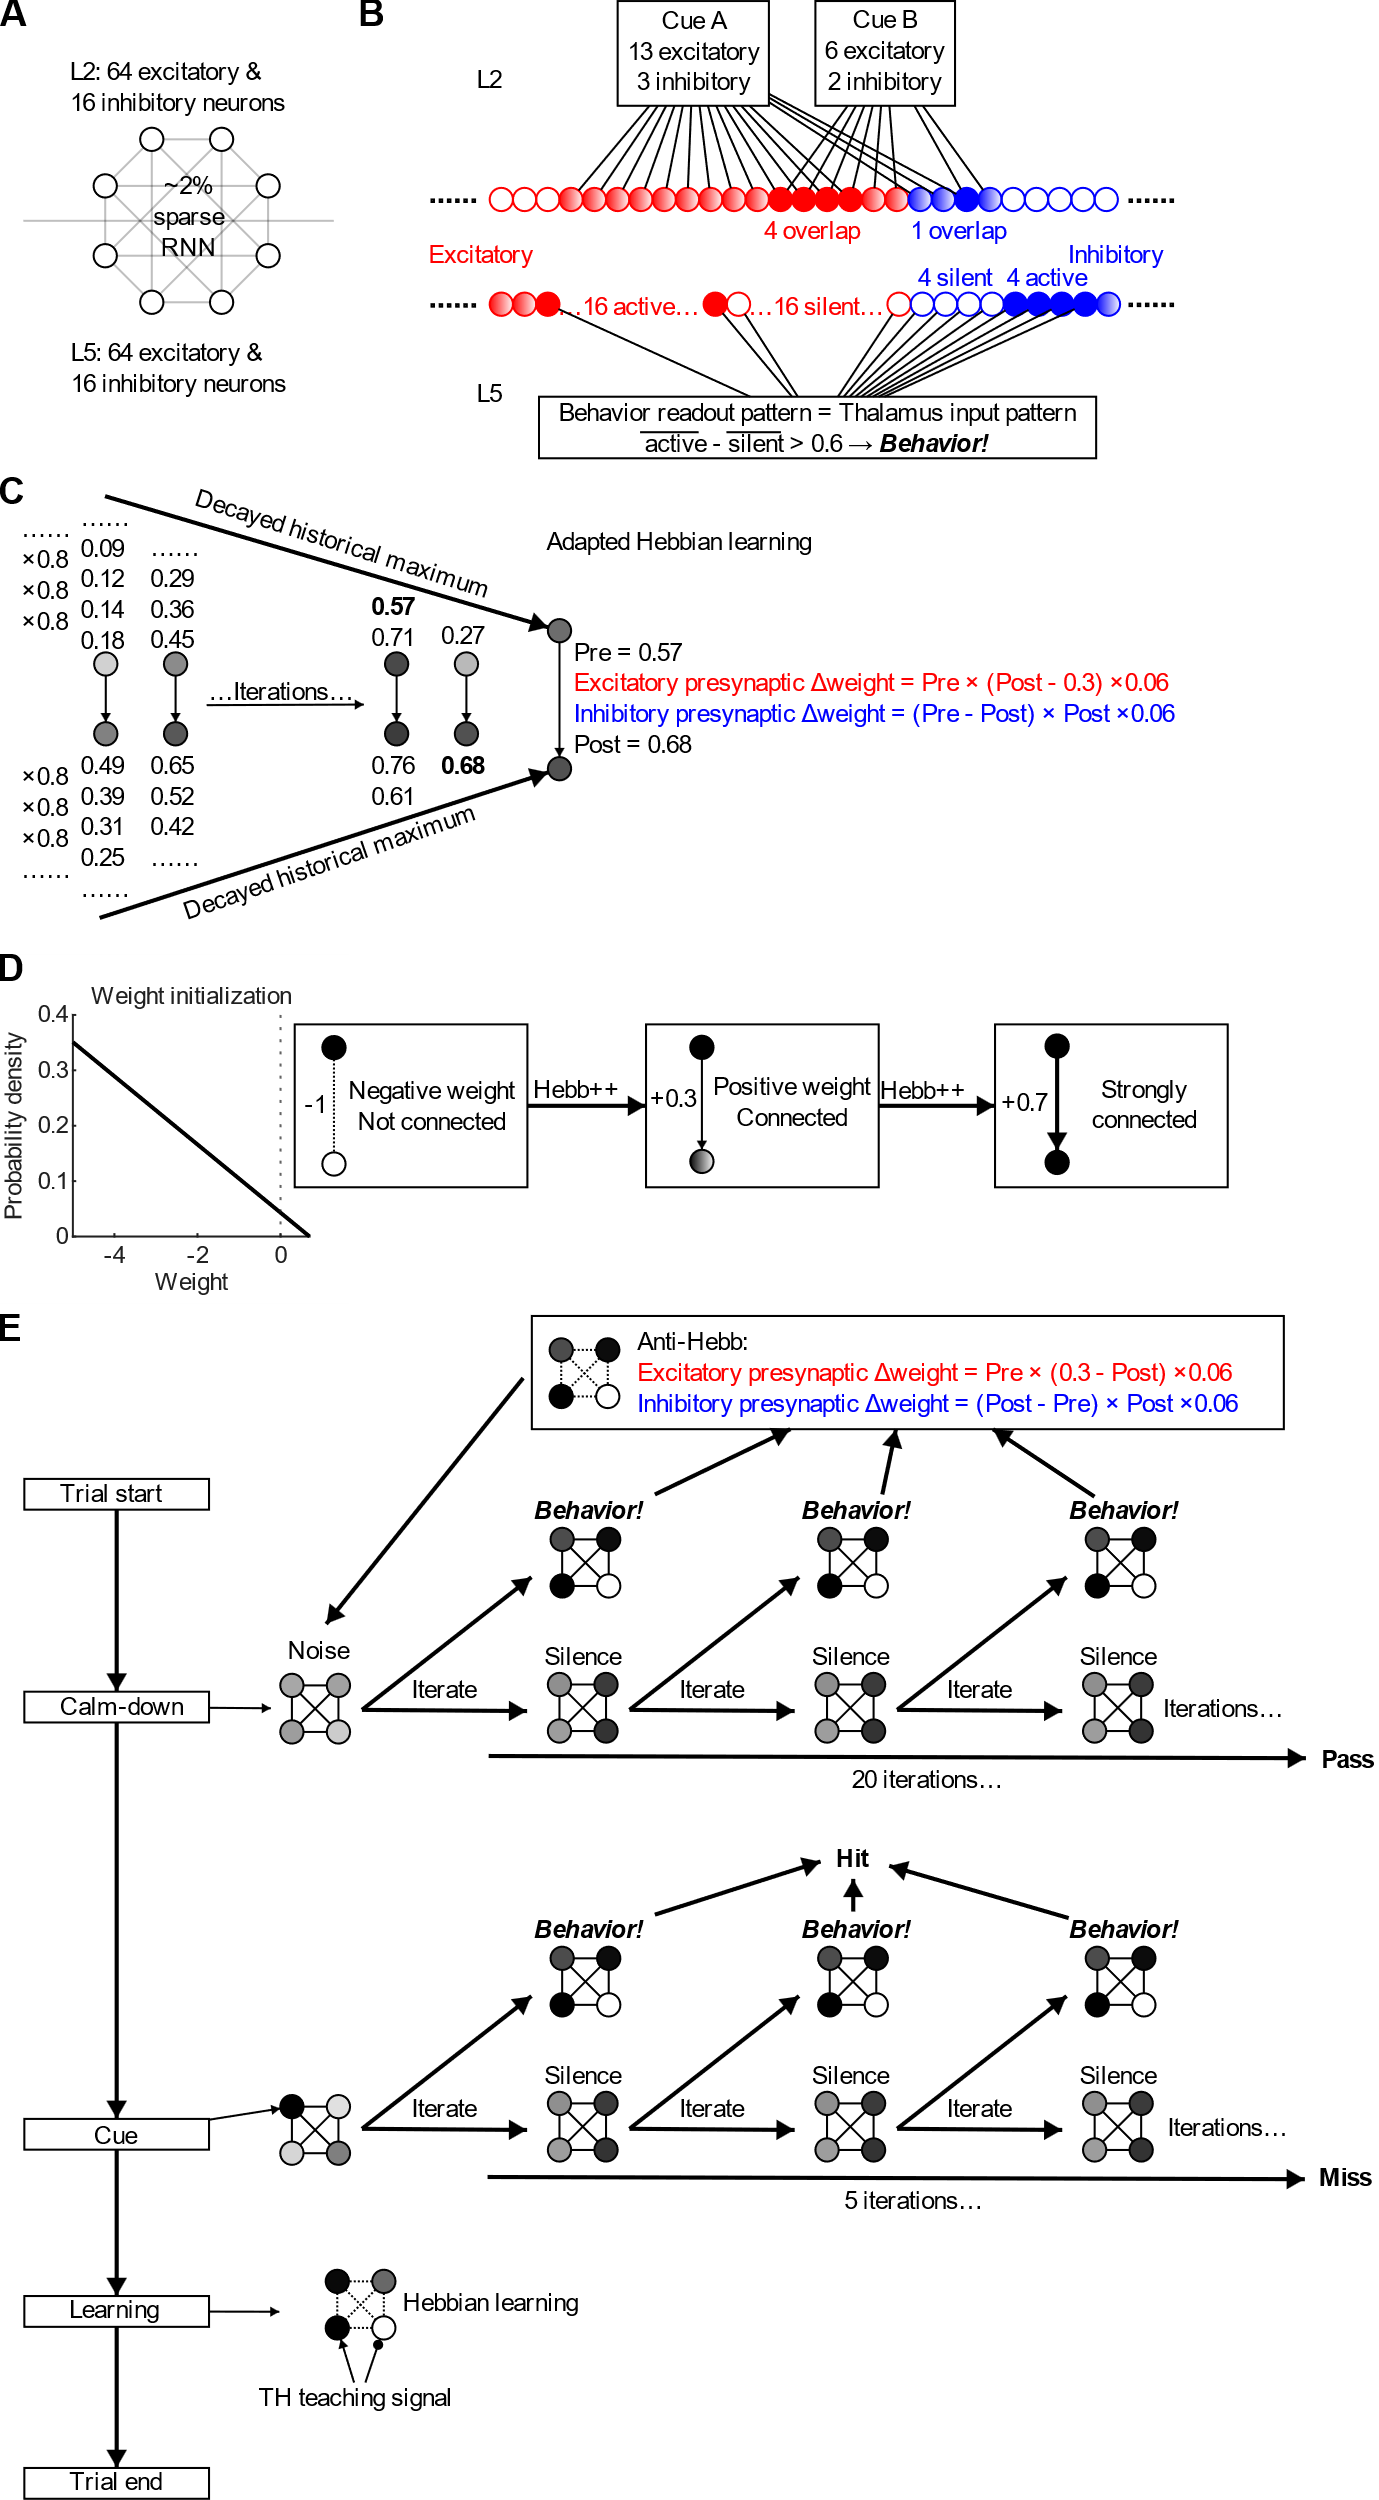 A
L2: 64 excitatory &
16 inhibitory neurons
~2%
sparse
RNN
L5: 64 excitatory &
16 inhibitory neurons
B
L2
Cue A
13 excitatory
3 inhibitory
Cue B
6 excitatory
2 inhibitory
......
......
4 overlap
1 overlap
Excitatory
Inhibitory
4 silent
4 active
......
…16 active…
…16 silent…
......
L5
Behavior readout pattern = Thalamus input pattern
active - silent > 0.6 → Behavior!
C
Decayed historical maximum
Adapted Hebbian learning
……
……
×0.8
×0.8
×0.8
0.09
0.12
0.14
0.18
……
0.29
0.36
0.45
…Iterations…
0.57
0.71
0.27
Pre = 0.57
Excitatory presynaptic Δweight = Pre × (Post - 0.3) ×0.06
Inhibitory presynaptic Δweight = (Pre - Post) × Post ×0.06
Post = 0.68
×0.8
×0.8
×0.8
……
0.49
0.39
0.31
0.25
……
0.65
0.52
0.42
……
0.76
0.61
0.68
Decayed historical maximum
D
Weight initialization
Probability density
0.4
0.3
0.2
0.1
0
-4
-2
0
Weight
-1
Negative weight
Not connected
Hebb++
+0.3
Positive weight
Connected
Hebb++
+0.7
Strongly
connected
E
Anti-Hebb:
Excitatory presynaptic Δweight = Pre × (0.3 - Post) ×0.06
Inhibitory presynaptic Δweight = (Post - Pre) × Post ×0.06
Trial start
Behavior!
Behavior!
Behavior!
Noise
Silence
Silence
Silence
Calm-down
Iterate
Iterate
Iterate
Iterations…
20 iterations…
Pass
Hit
Behavior!
Behavior!
Behavior!
Silence
Silence
Silence
Cue
Iterate
Iterate
Iterate
Iterations…
5 iterations…
Miss
Learning
Hebbian learning
TH teaching signal
Trial end